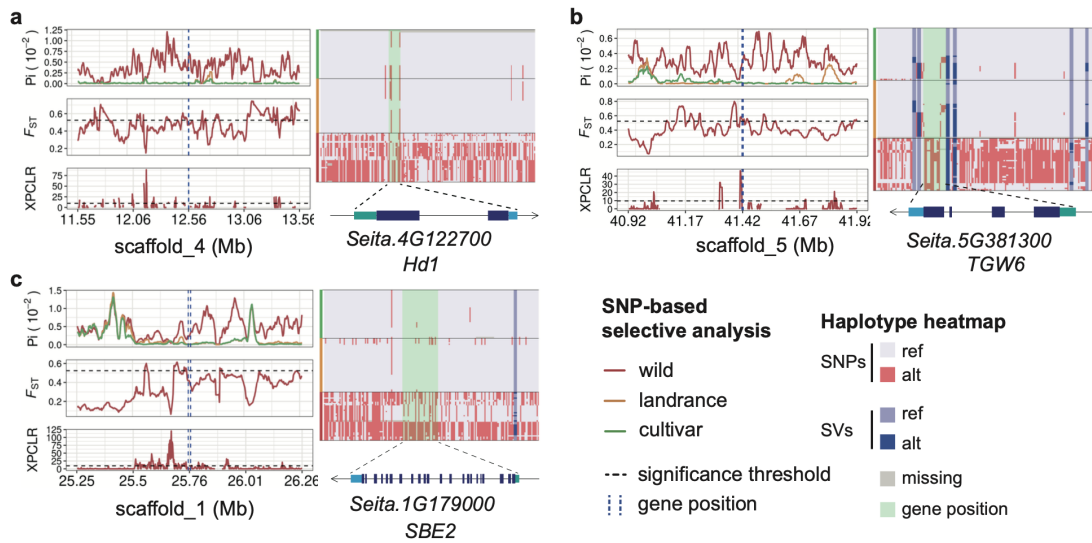 a
Pi ( 10⁻²)
1.25
1.00
0.75
0.50
0.25
0.00
FST
0.6
0.4
0.2
XPCLR
75
50
25
10
0
11.55 12.06 12.56 13.06 13.56
scaffold_4 (Mb)
Seita.4G122700
Hd1
b
Pi ( 10⁻²)
0.6
0.4
0.2
0.0
0.8
0.6
0.4
0.2
FST
XPCLR
40
30
20
10
0
40.92 41.17 41.42 41.67 41.92
scaffold_5 (Mb)
Seita.5G381300
TGW6
c
Pi ( 10⁻²)
1.5
1.0
0.5
0.0
FST
0.6
0.4
0.2
XPCLR
125
100
75
50
25
10
0
25.25 25.5 25.76 26.01 26.26
scaffold_1 (Mb)
Seita.1G179000
SBE2
SNP-based
selective analysis
wild
landrance
cultivar
significance threshold
gene position
Haplotype heatmap
SNPs
ref
alt
SVs
ref
alt
missing
gene position